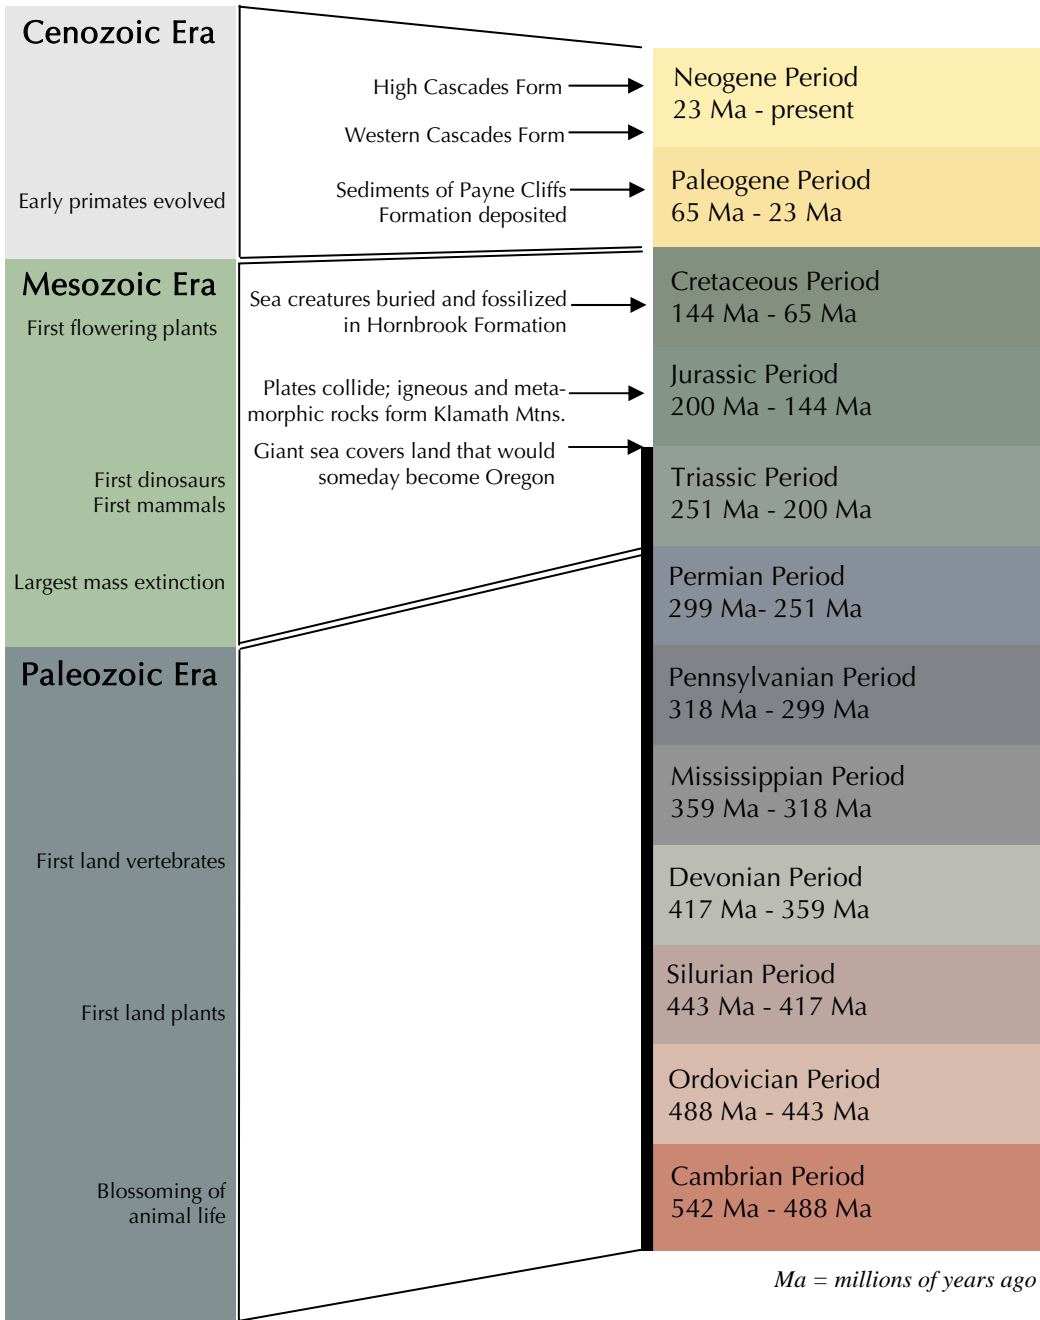 Cenozoic Era
Early primates evolved
Mesozoic Era
First flowering plants
First dinosaurs
First mammals
Largest mass extinction
Paleozoic Era
First land vertebrates
First land plants
Blossoming of
animal life
High Cascades Form
Western Cascades Form
Sediments of Payne Cliffs
Formation deposited
Sea creatures buried and fossilized
in Hornbrook Formation
Plates collide; igneous and meta-
morphic rocks form Klamath Mtns.
Giant sea covers land that would
someday become Oregon
Neogene Period
23 Ma - present
Paleogene Period
65 Ma - 23 Ma
Cretaceous Period
144 Ma - 65 Ma
Jurassic Period
200 Ma - 144 Ma
Triassic Period
251 Ma - 200 Ma
Permian Period
299 Ma- 251 Ma
Pennsylvanian Period
318 Ma - 299 Ma
Mississippian Period
359 Ma - 318 Ma
Devonian Period
417 Ma - 359 Ma
Silurian Period
443 Ma - 417 Ma
Ordovician Period
488 Ma - 443 Ma
Cambrian Period
542 Ma - 488 Ma
Ma = millions of years ago